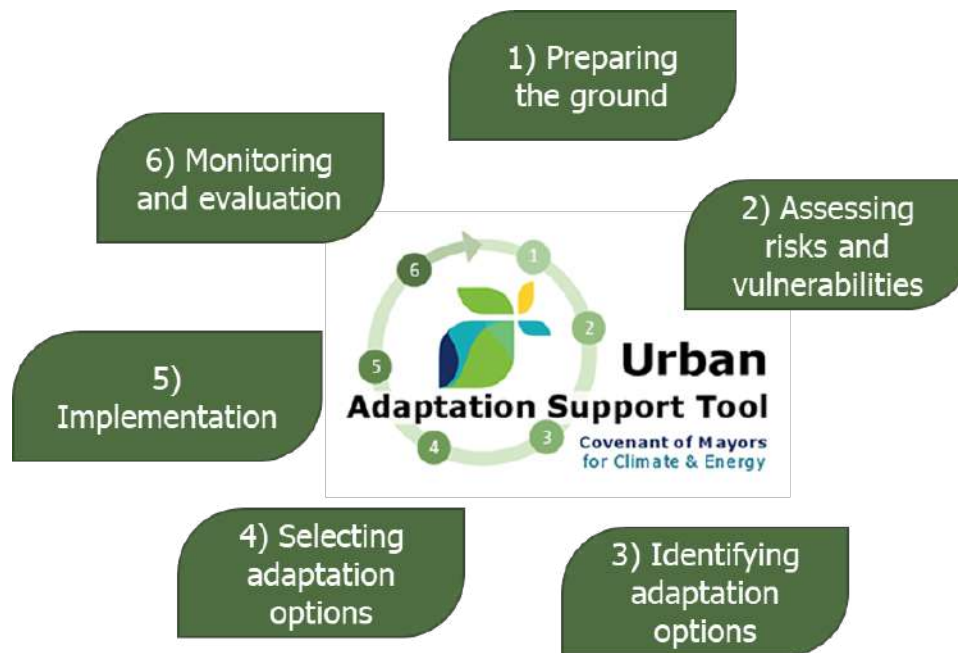 1) Preparing
the ground
2) Assessing
risks and
vulnerabilities
3) Identifying
adaptation
options
4) Selecting
adaptation
options
5)
Implementation
6) Monitoring
and evaluation
1
2
3
4
5
6
Urban
Adaptation Support Tool
Covenant of Mayors
for Climate & Energy